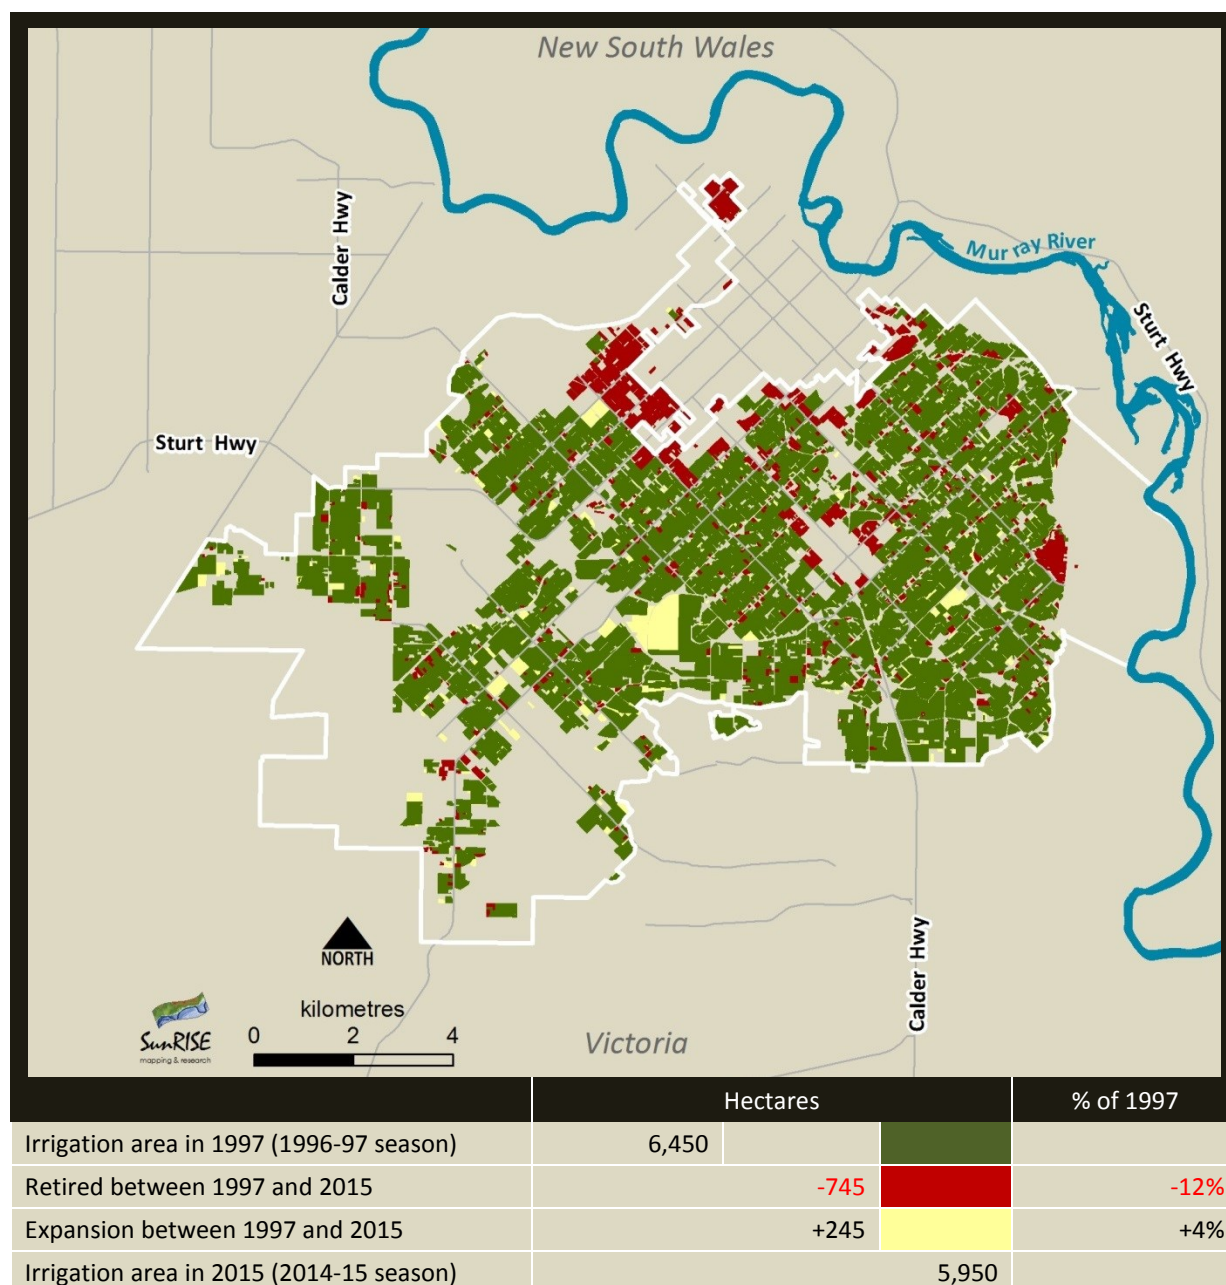 New South Wales
Calder Hwy
Murray River
Sturt Hwy
Sturt Hwy
NORTH
kilometres
0 2 4
SunRISE
mapping & research
Victoria
Calder Hwy
Hectares % of 1997
Irrigation area in 1997 (1996-97 season) 6,450
Retired between 1997 and 2015 -745 -12%
Expansion between 1997 and 2015 +245 +4%
Irrigation area in 2015 (2014-15 season) 5,950